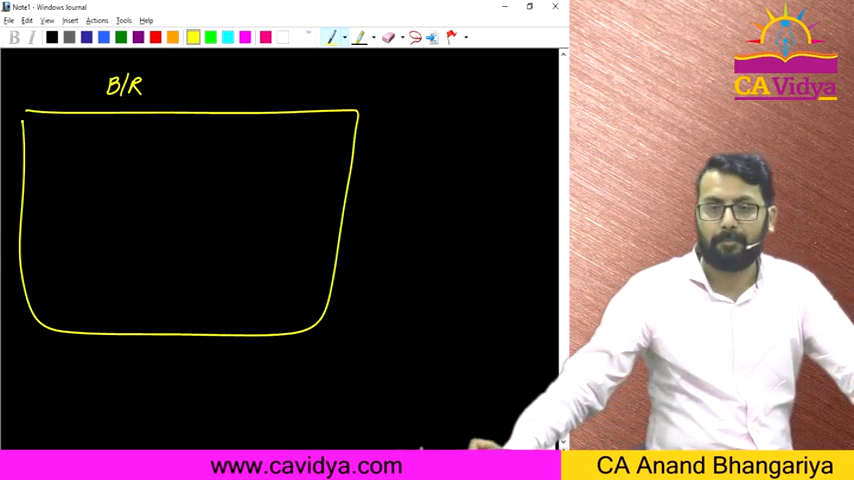 Note1 - Windows Journal
File Edit View Insert Actions Tools Help
B I
B/R
CA Vidya
www.cavidya.com
CA Anand Bhangariya